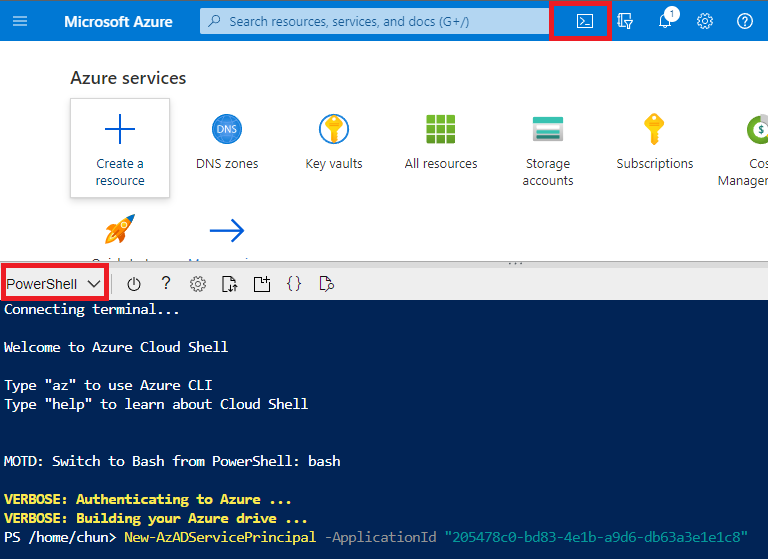 Microsoft Azure
Search resources, services, and docs (G+/)
1
Azure services
Create a
resource
DNS
DNS zones
Key vaults
All resources
Storage
accounts
Subscriptions
$
Cos
Managem
PowerShell
?
{}
Connecting terminal...
Welcome to Azure Cloud Shell
Type "az" to use Azure CLI
Type "help" to learn about Cloud Shell
MOTD: Switch to Bash from PowerShell: bash
VERBOSE: Authenticating to Azure ...
VERBOSE: Building your Azure drive ...
PS /home/chun> New-AzADServicePrincipal -ApplicationId "205478c0-bd83-4e1b-a9d6-db63a3e1e1c8"